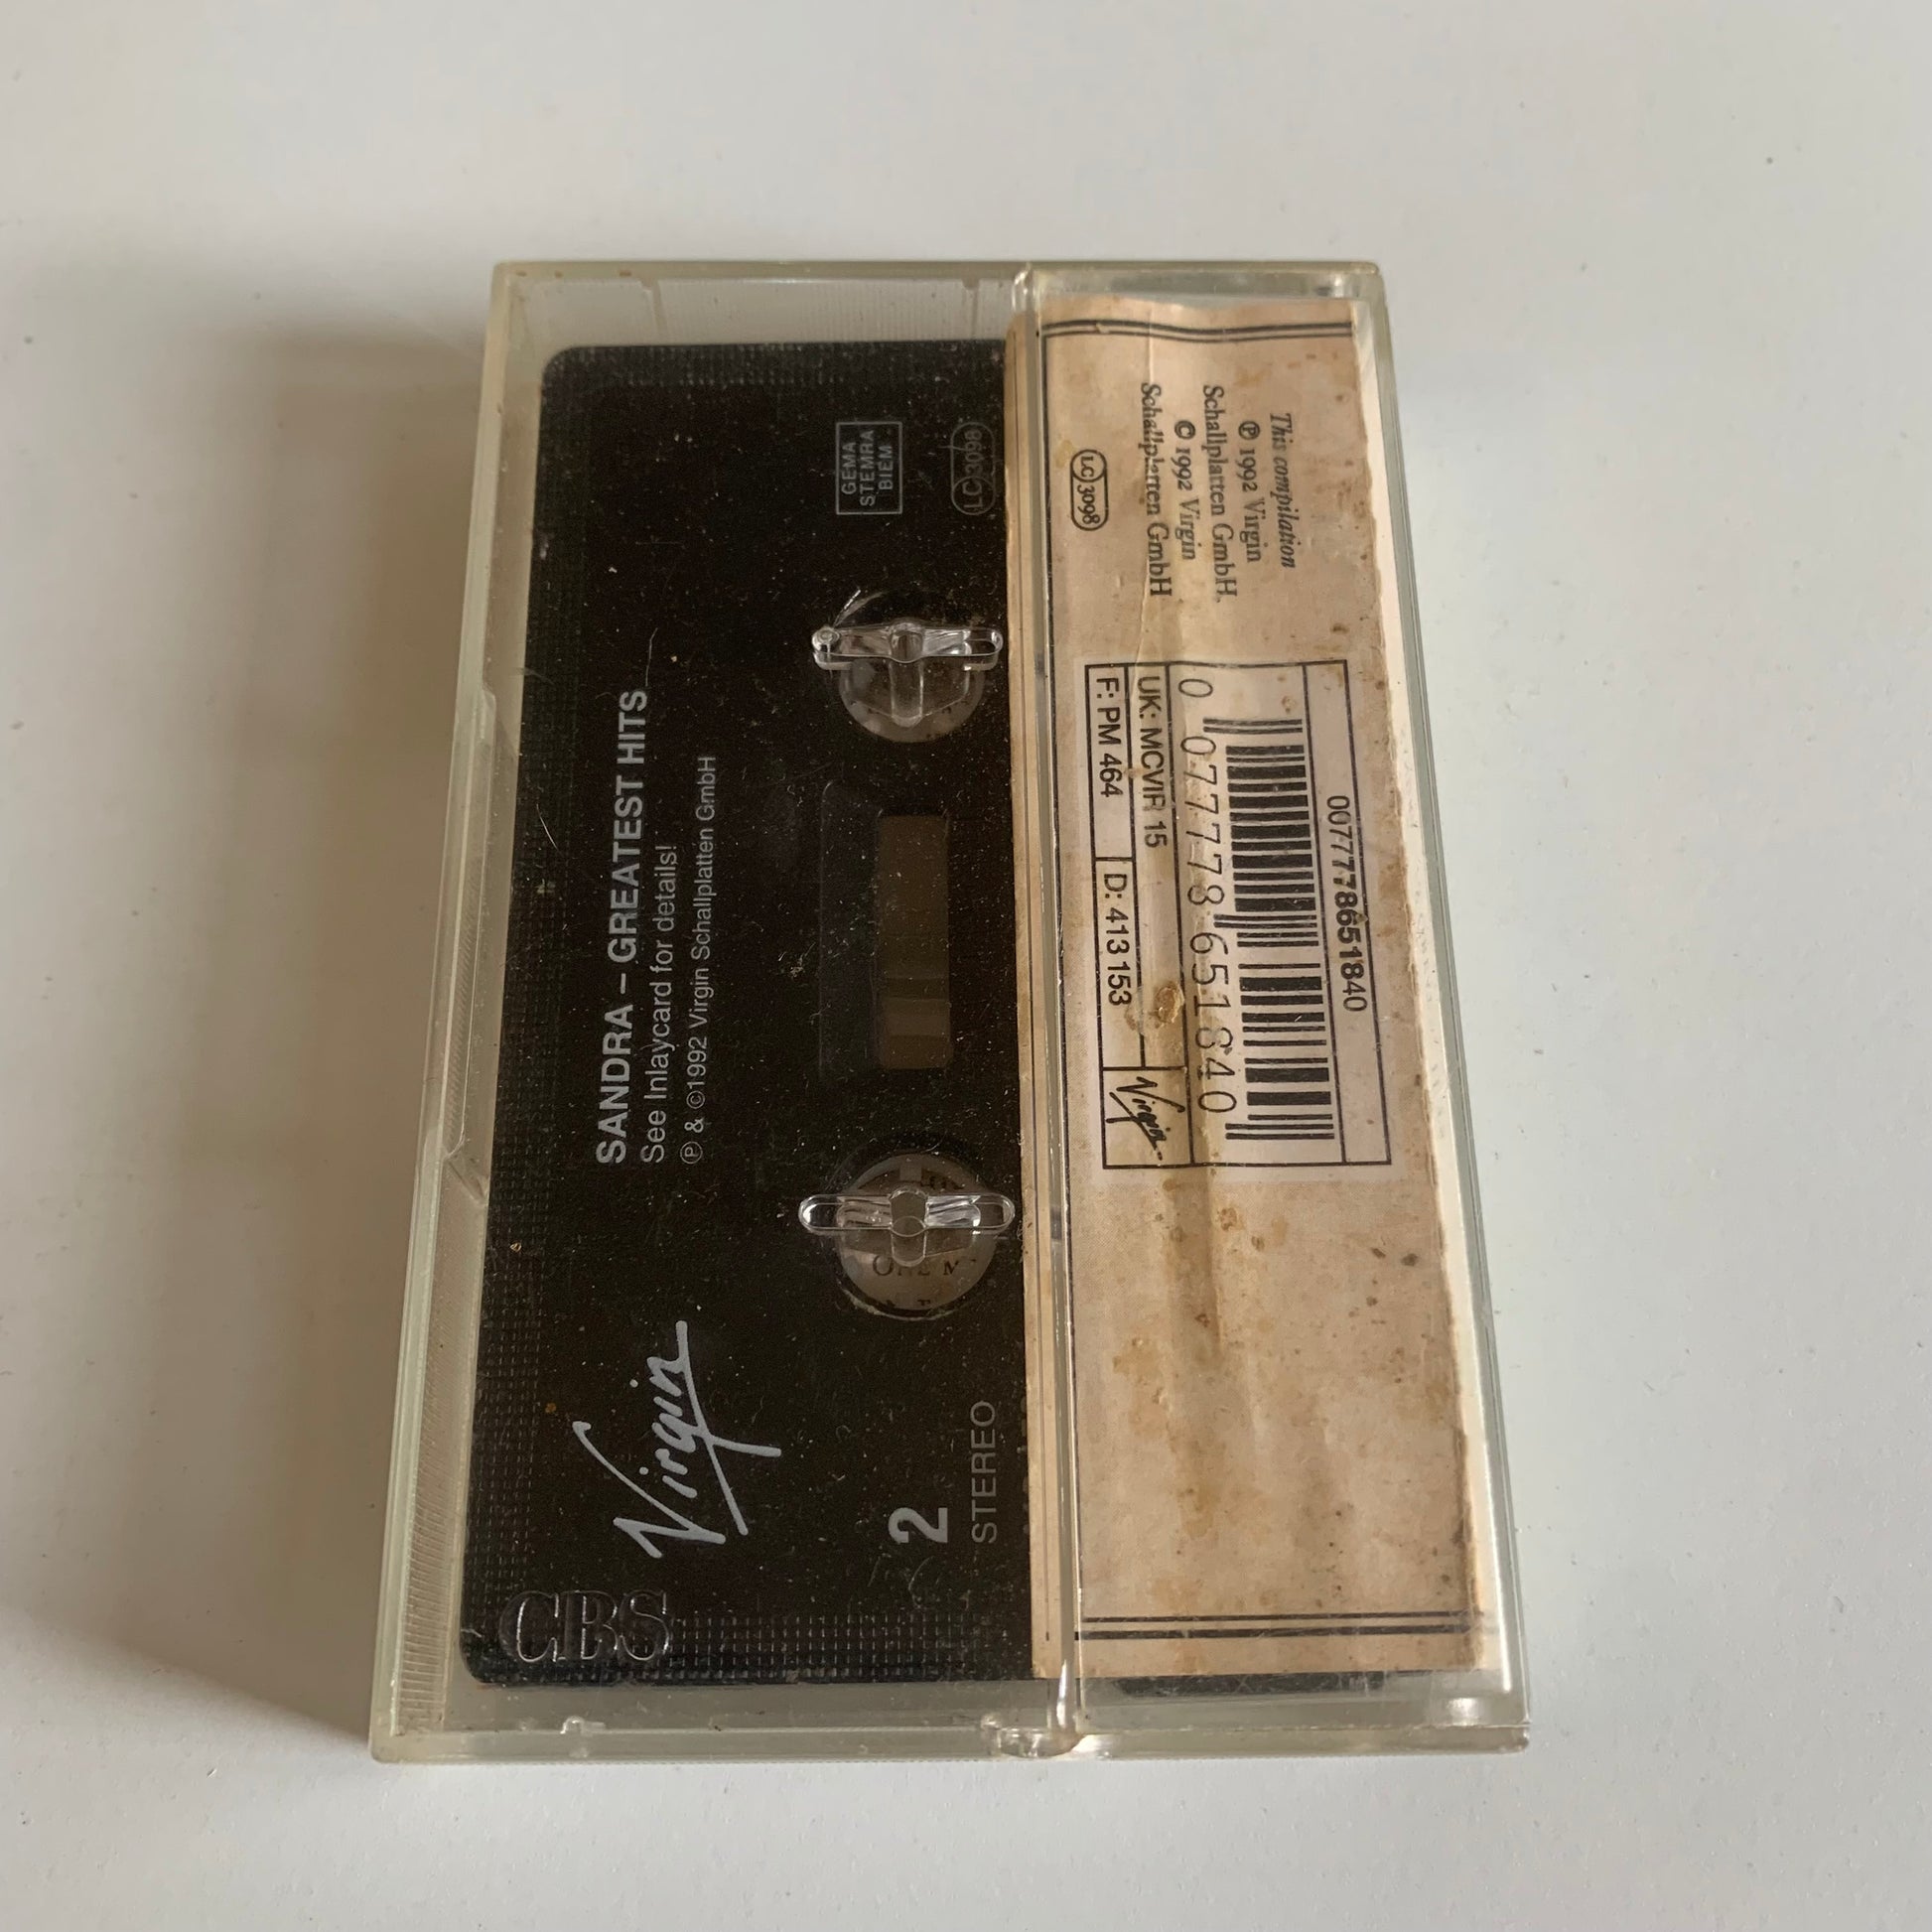 SANDRA – GREATEST HITS
See Inlaycard for details!
℗ & ©1992 Virgin Schallplatten GmbH
GEMA
STEMRA
BIEM
LC 3098
Virgin
2
STEREO
CBS
This compilation
℗ 1992 Virgin
Schallplatten GmbH.
© 1992 Virgin
Schallplatten GmbH
LC 3098
0077778651840
0 077778 651840
UK: MCVIR 15
F: PM 464
D: 413 153
Virgin